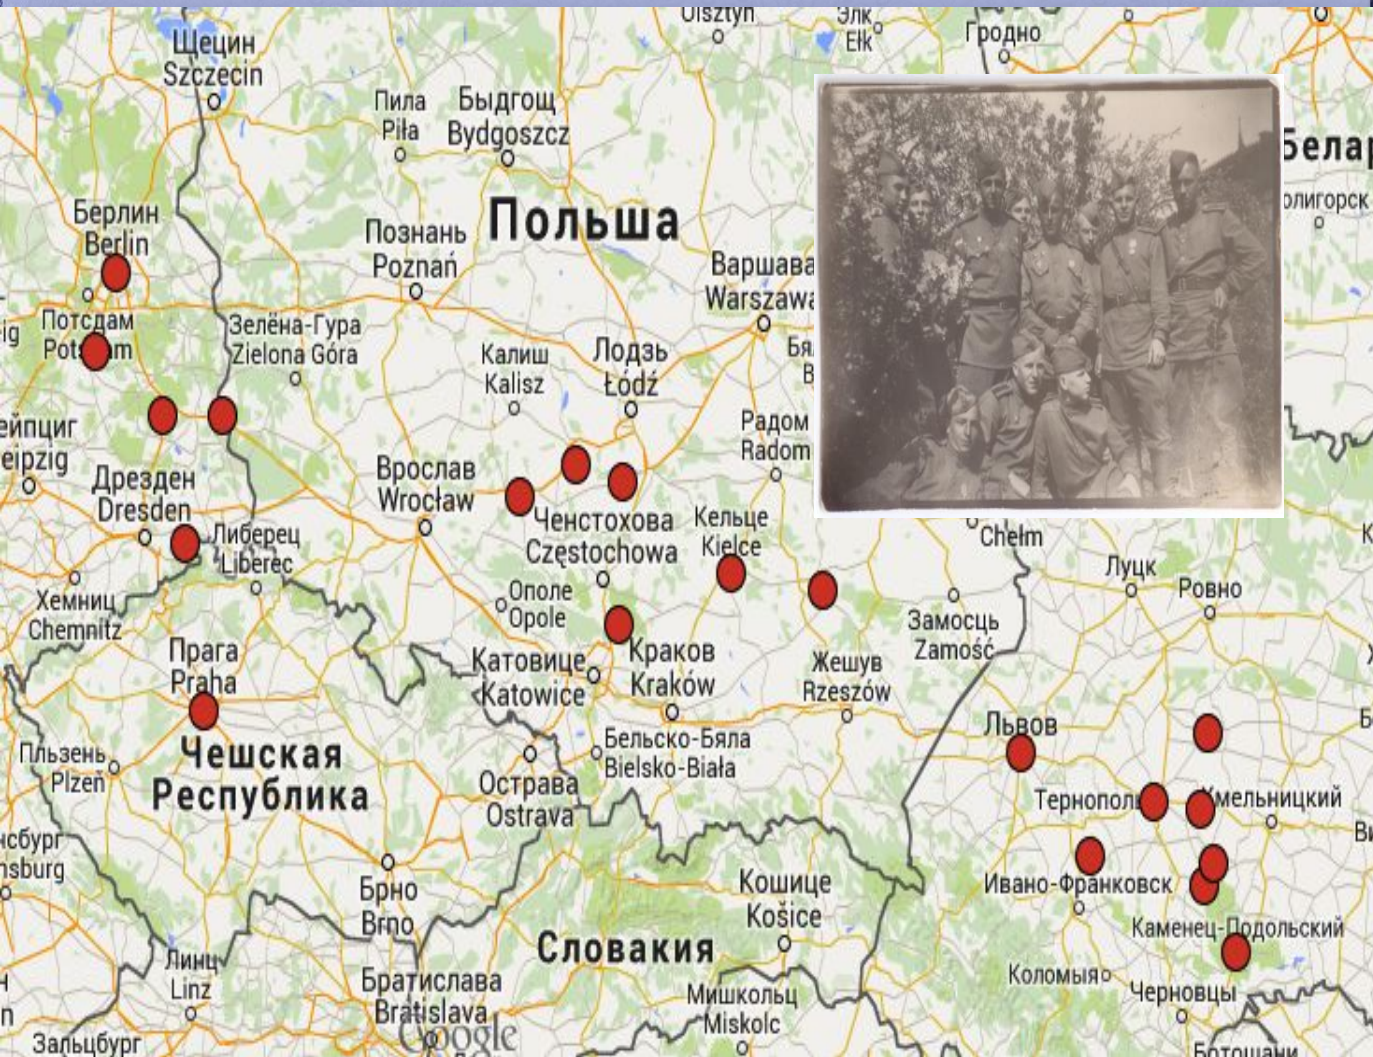 Olsztyn
Элк
Ełk
Гродно
Щецин
Szczecin
Пила
Piła
Быдгощ
Bydgoszcz
Белар
олигорск
Берлин
Berlin
Познань
Poznań
Польша
Варшава
Warszawa
Потсдам
Potsdam
Зелёна-Гура
Zielona Góra
Калиш
Kalisz
Лодзь
Łódź
Радом
Radom
ейпциг
eipzig
Дрезден
Dresden
Врослав
Wrocław
Ченстохова
Częstochowa
Кельце
Kielce
Либерец
Liberec
Chełm
Луцк
Ровно
Хемниц
Chemnitz
Ополе
Opole
Замосць
Zamość
Прага
Praha
Катовице
Katowice
Краков
Kraków
Жешув
Rzeszów
Львов
Пльзень
Plzeň
Чешская
Республика
Бельско-Бяла
Bielsko-Biała
Острава
Ostrava
Тернополь
Хмельницкий
нсбург
nsburg
Брно
Brno
Кошице
Košice
Ивано-Франковск
Каменец-Подольский
Словакия
Линц
Linz
Братислава
Bratislava
Google
Мишкольц
Miskolc
Коломыя
Черновцы
Зальцбург
Ботошани